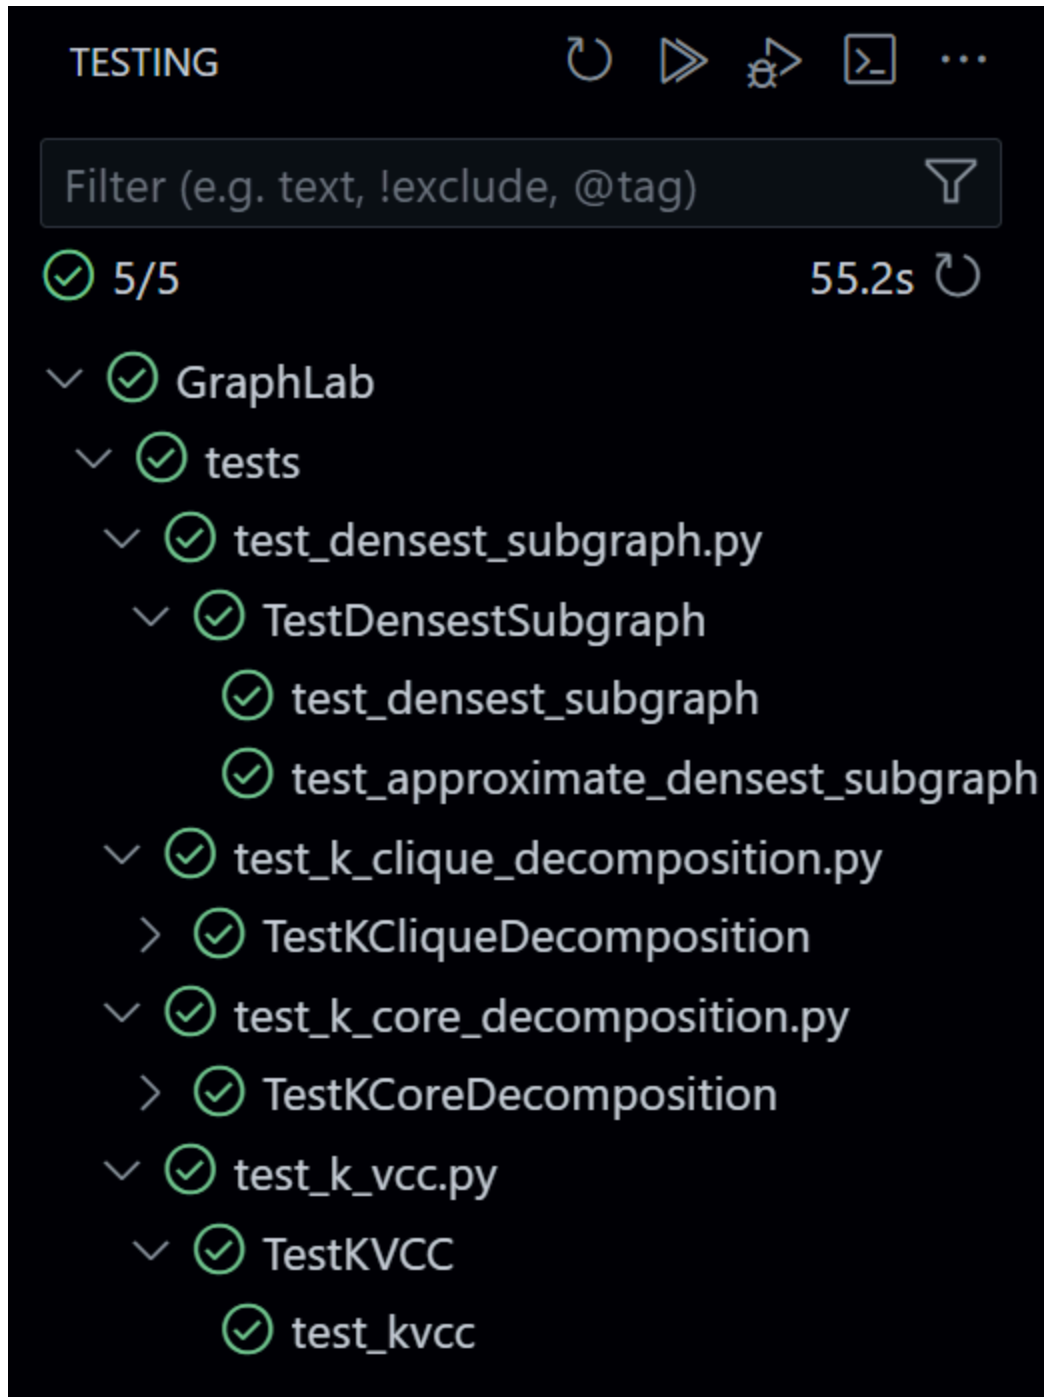 TESTING
Filter (e.g. text, !exclude, @tag)
5/5 55.2s
GraphLab
tests
test_densest_subgraph.py
TestDensestSubgraph
test_densest_subgraph
test_approximate_densest_subgraph
test_k_clique_decomposition.py
TestKCliqueDecomposition
test_k_core_decomposition.py
TestKCoreDecomposition
test_k_vcc.py
TestKVCC
test_kvcc